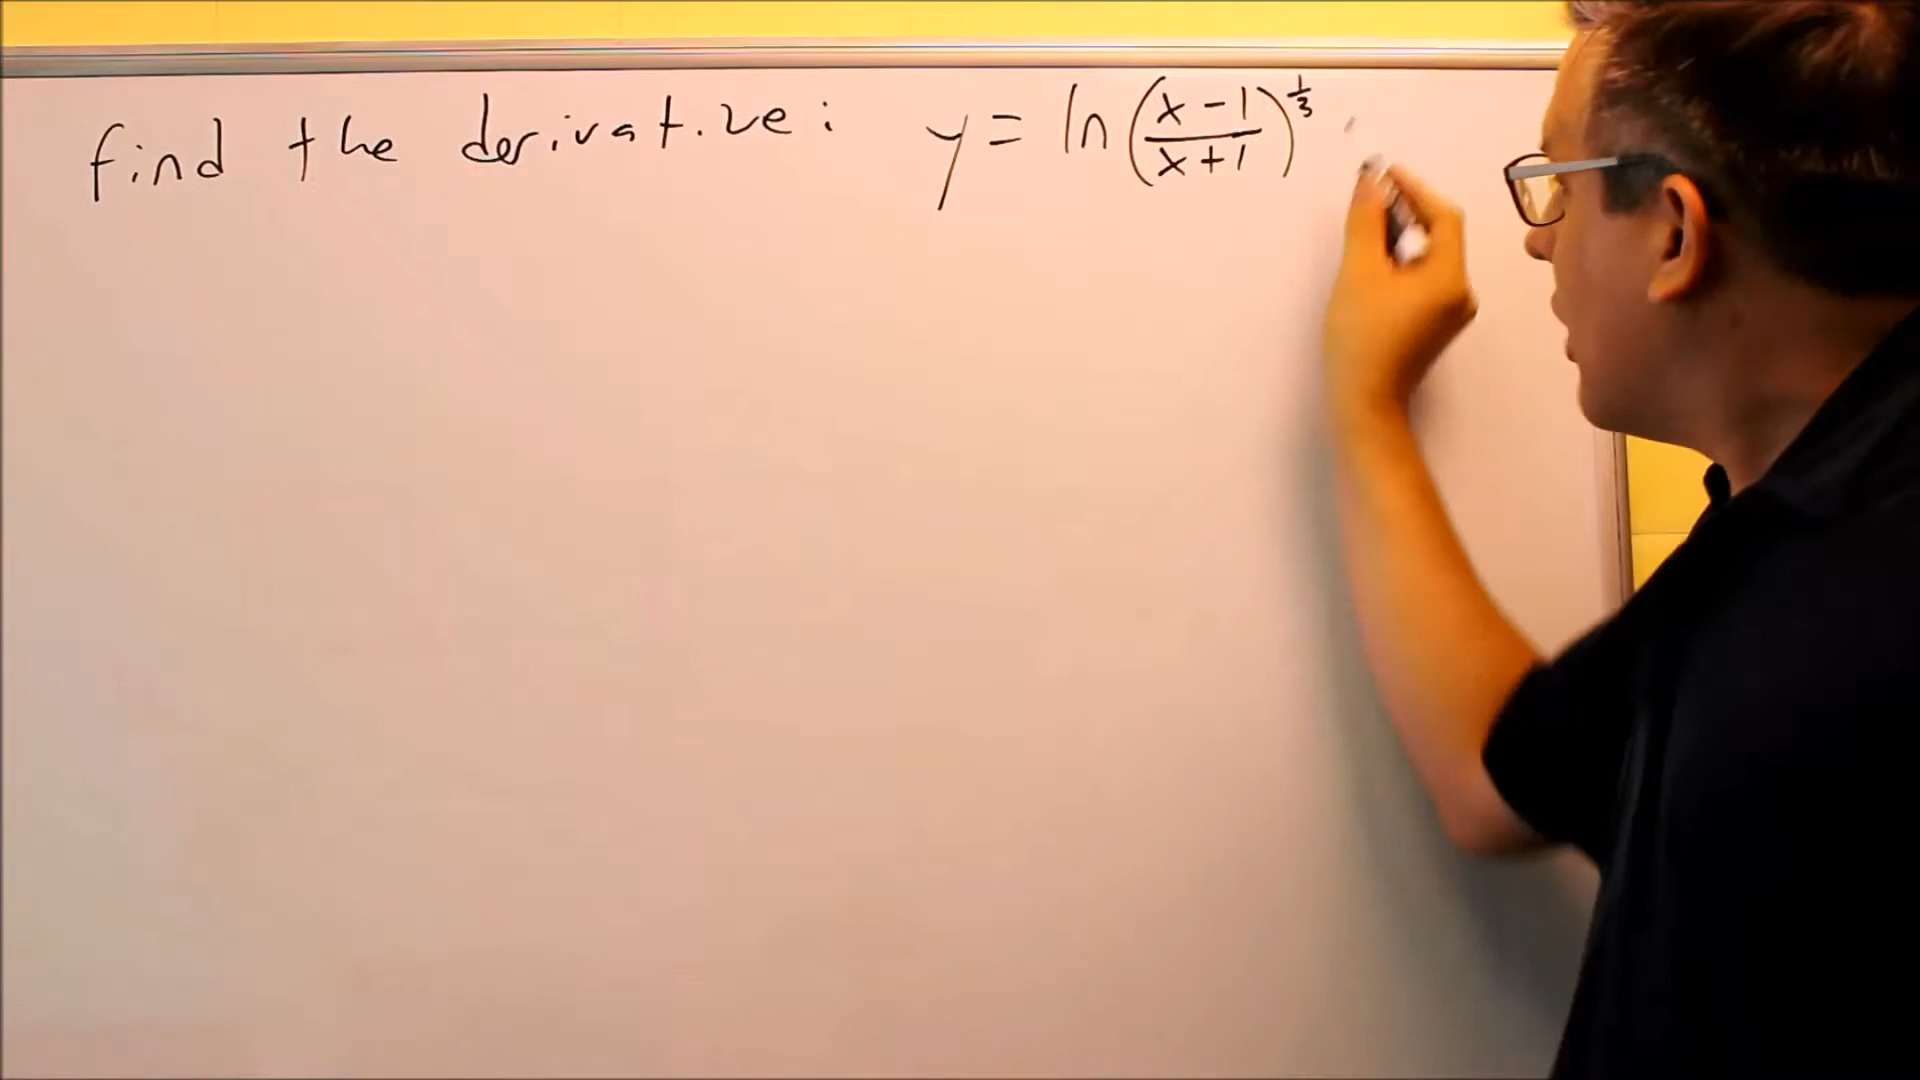 find the derivative: y = ln(x-1/x+1)^1/3